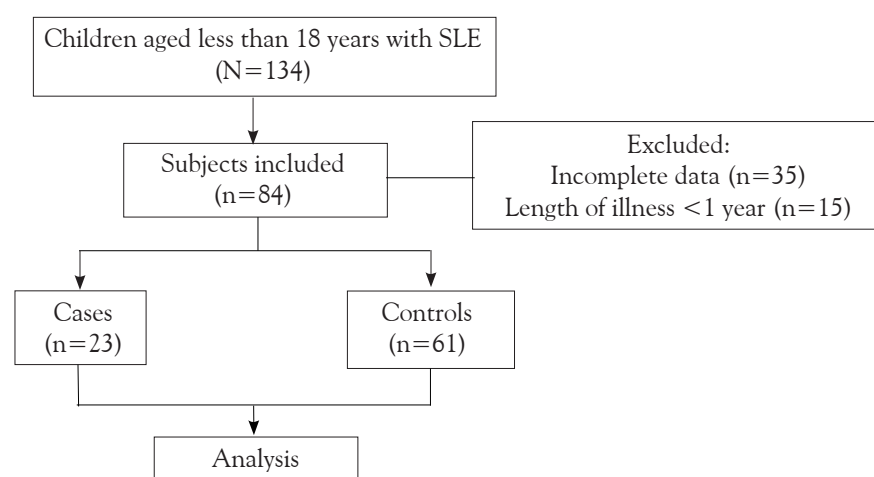 Children aged less than 18 years with SLE
(N=134)
Subjects included
(n=84)
Excluded:
Incomplete data (n=35)
Length of illness <1 year (n=15)
Cases
(n=23)
Controls
(n=61)
Analysis